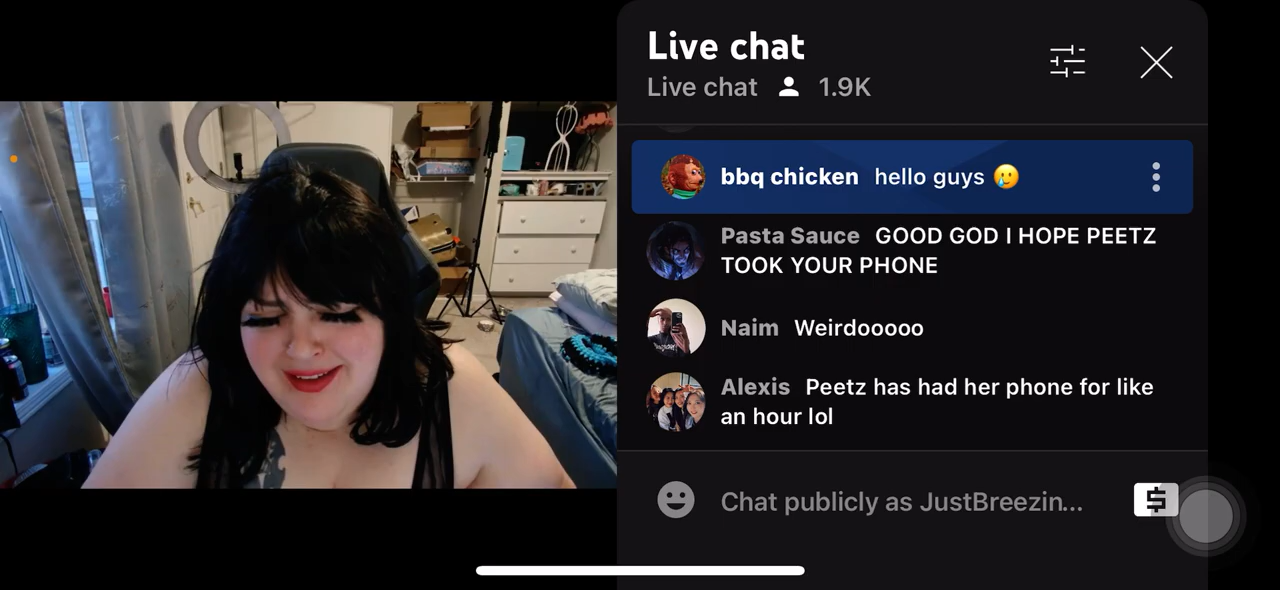 Live chat
Live chat 1.9K
bbq chicken hello guys 🥲
Pasta Sauce GOOD GOD I HOPE PEETZ
TOOK YOUR PHONE
Naim Weirdooooo
Alexis Peetz has had her phone for like
an hour lol
Chat publicly as JustBreezin...
$